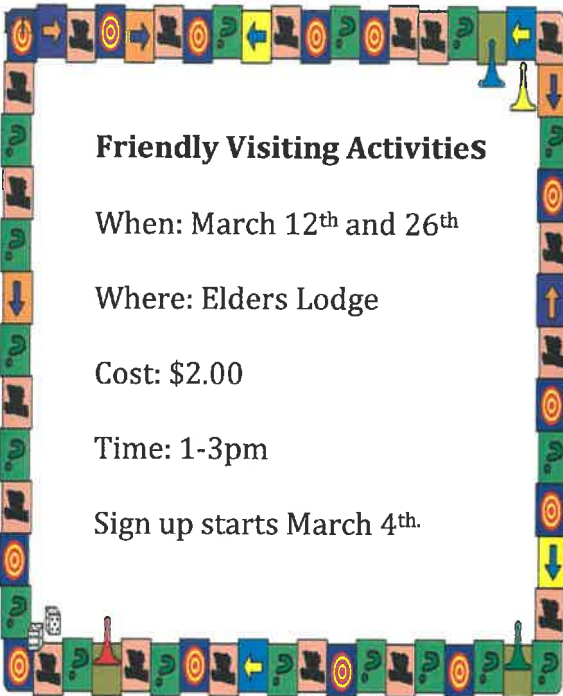 Friendly Visiting Activities
When: March 12th and 26th
Where: Elders Lodge
Cost: $2.00
Time: 1-3pm
Sign up starts March 4th.